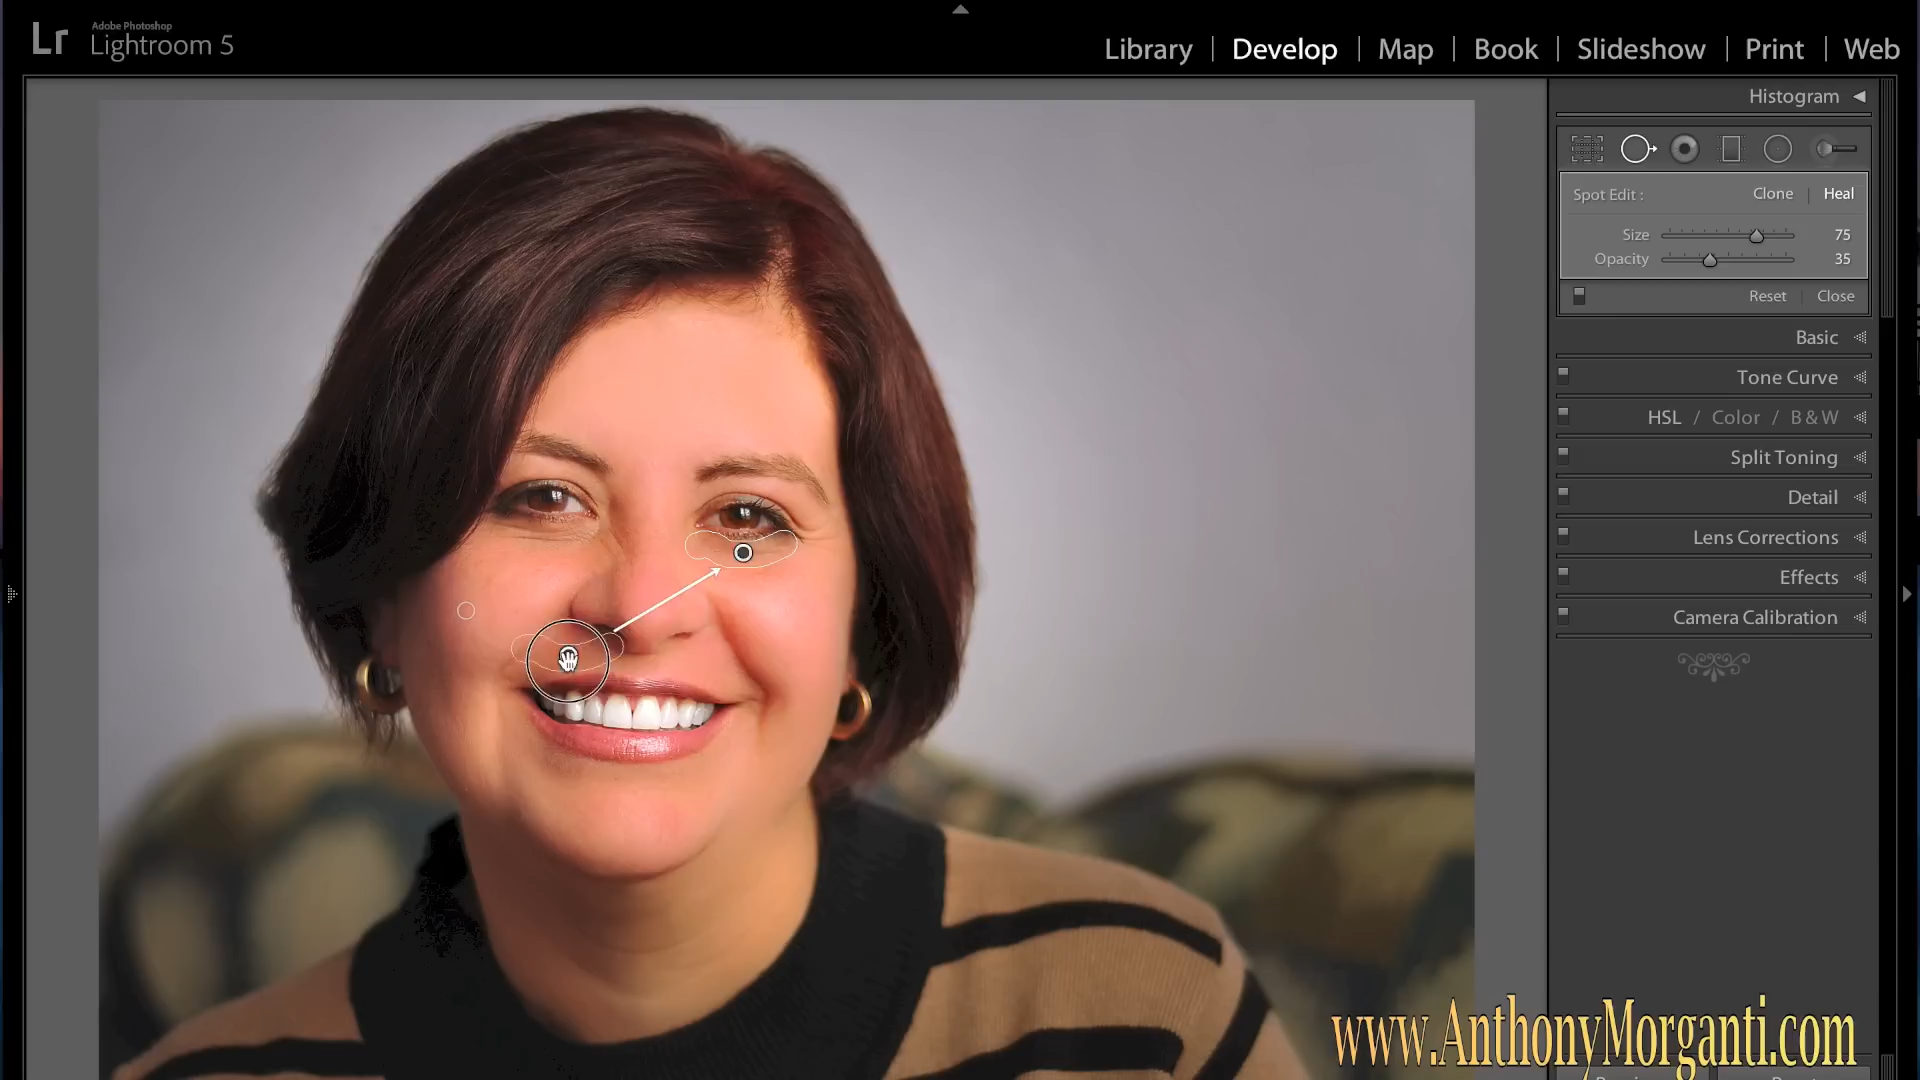 Lr Adobe Photoshop
Lightroom 5
Library | Develop | Map | Book | Slideshow | Print | Web
Histogram
Spot Edit : Clone | Heal
Size 75
Opacity 35
Reset | Close
Basic
Tone Curve
HSL / Color / B & W
Split Toning
Detail
Lens Corrections
Effects
Camera Calibration
www.AnthonyMorganti.com